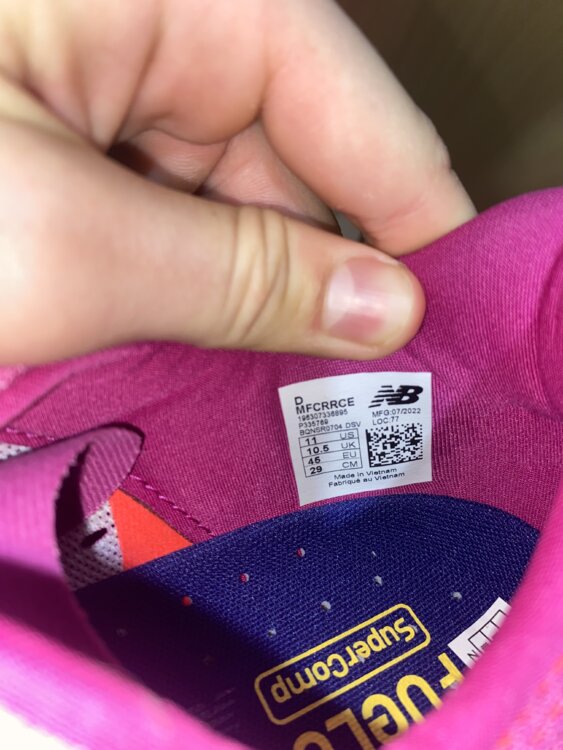 D
MFCRRCE
NB
196307336895
MFG:07/2022
P335769
LOC:77
BQNSR0704 DSV
11 US
10.5 UK
45 EU
29 CM
Made in Vietnam
Fabriqué au Vietnam
SuperComp